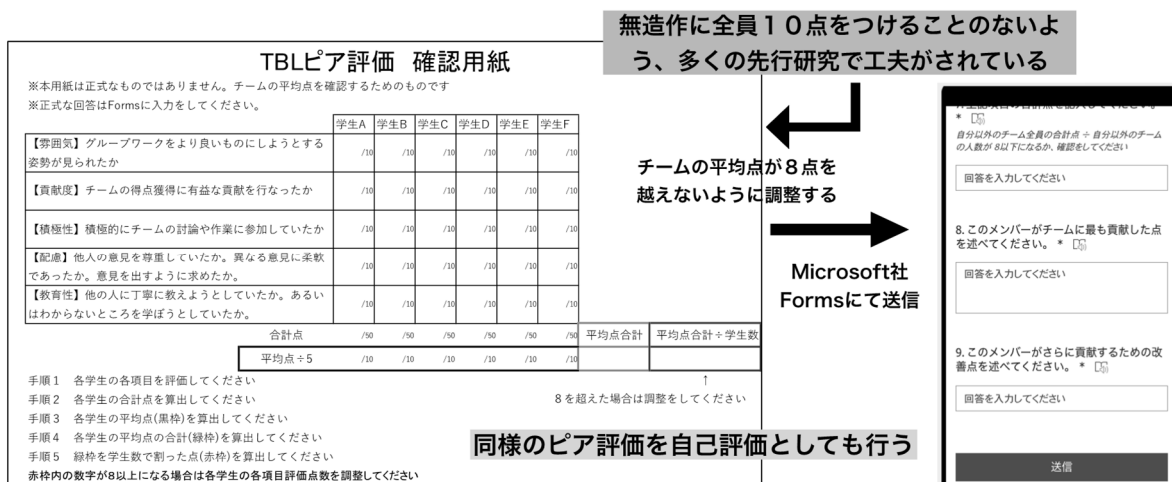 無造作に全員１０点をつけることのないよ
う、多くの先行研究で工夫がされている
TBLピア評価 確認用紙
※本用紙は正式なものではありません。チームの平均点を確認するためのものです
※正式な回答はFormsに入力をしてください。
学生A 学生B 学生C 学生D 学生E 学生F
【雰囲気】グループワークをより良いものにしようとする
姿勢が見られたか
/10 /10 /10 /10 /10 /10
【貢献度】チームの得点獲得に有益な貢献を行なったか
/10 /10 /10 /10 /10 /10
【積極性】積極的にチームの討論や作業に参加していたか
/10 /10 /10 /10 /10 /10
【配慮】他人の意見を尊重していたか。異なる意見に柔軟
であったか。意見を出すように求めたか。
/10 /10 /10 /10 /10 /10
【教育性】他の人に丁寧に教えようとしていたか。あるい
はわからないところを学ぼうとしていたか。
/10 /10 /10 /10 /10 /10
合計点 /50 /50 /50 /50 /50 /50 平均点合計 平均点合計÷学生数
平均点÷5 /10 /10 /10 /10 /10 /10
↑
8を超えた場合は調整をしてください
手順１ 各学生の各項目を評価してください
手順２ 各学生の合計点を算出してください
手順３ 各学生の平均点(黒枠)を算出してください
手順４ 各学生の平均点の合計(緑枠)を算出してください
手順５ 緑枠を学生数で割った点(赤枠)を算出してください
赤枠内の数字が8以上になる場合は各学生の各項目評価点数を調整してください
チームの平均点が８点を
越えないように調整する
Microsoft社
Formsにて送信
同様のピア評価を自己評価としても行う
*
自分以外のチーム全員の合計点 ÷ 自分以外のチーム
の人数が 8以下になるか、確認をしてください
回答を入力してください
8. このメンバーがチームに最も貢献した点
を述べてください。 *
回答を入力してください
9. このメンバーがさらに貢献するための改
善点を述べてください。 *
回答を入力してください
送信